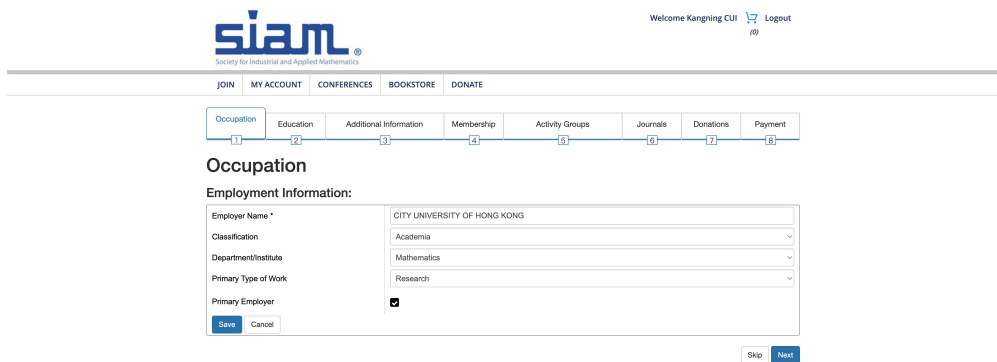 Welcome Kangning CUI Logout
(0)
siam ®
Society for Industrial and Applied Mathematics
JOIN MY ACCOUNT CONFERENCES BOOKSTORE DONATE
Occupation Education Additional Information Membership Activity Groups Journals Donations Payment
1 2 3 4 5 6 7 8
Occupation
Employment Information:
Employer Name * CITY UNIVERSITY OF HONG KONG
Classification Academia
Department/Institute Mathematics
Primary Type of Work Research
Primary Employer
Save Cancel
Skip Next